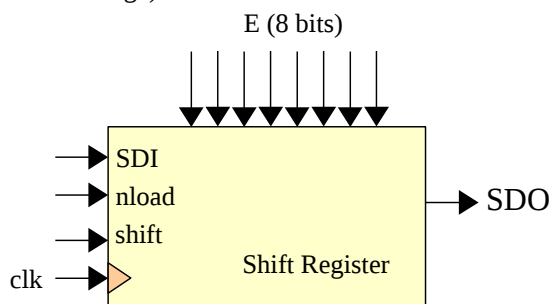 E (8 bits)
SDI
nload
SDO
shift
Shift Register
clk